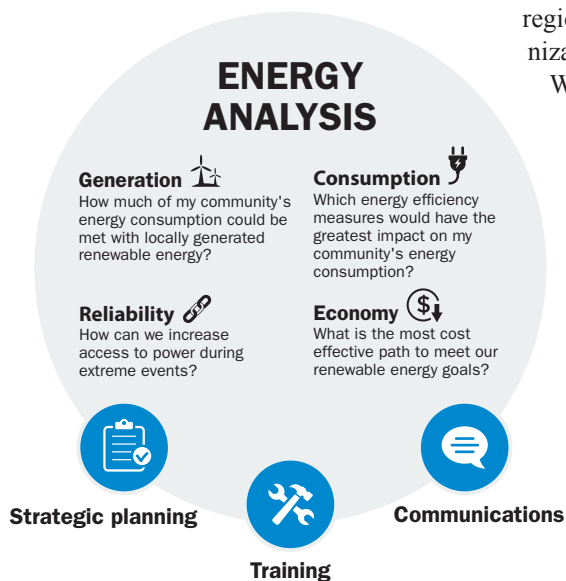 regio
niza
W
ENERGY
ANALYSIS
Generation
How much of my community's
energy consumption could be
met with locally generated
renewable energy?
Consumption
Which energy efficiency
measures would have the
greatest impact on my
community's energy
consumption?
Reliability
How can we increase
access to power during
extreme events?
Economy
What is the most cost
effective path to meet our
renewable energy goals?
Strategic planning
Training
Communications